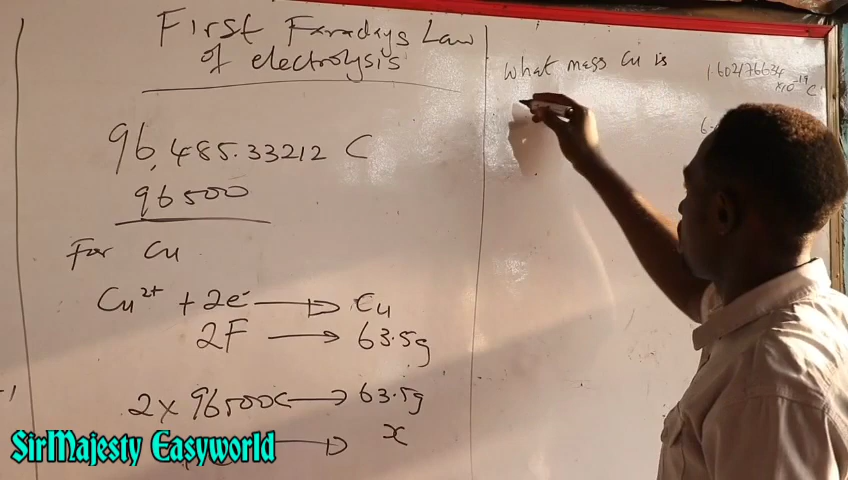 First Faradays Law
of electrolysis
96,485.33212 C
96500
For Cu
Cu²⁺ + 2e⁻ → Cu
2F → 63.5g
2 x 96500C → 63.5g
→ x
What mass Cu is
1.602176634
x10⁻¹⁹ C
SirMajesty Easyworld